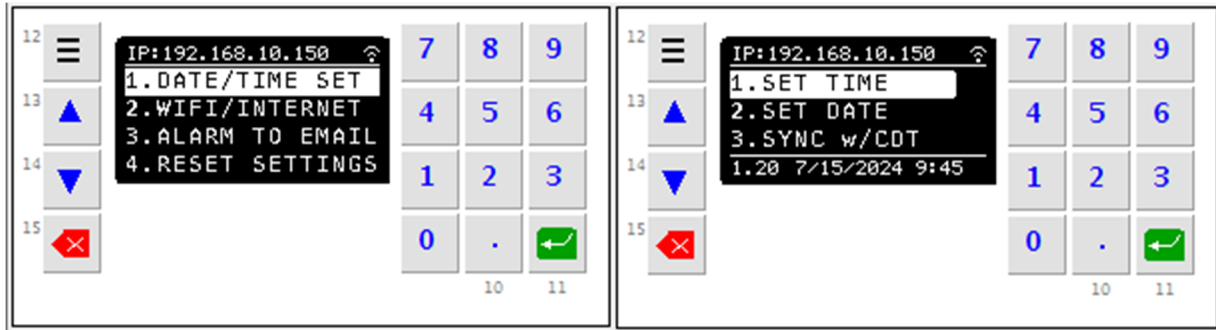 12
IP:192.168.10.150
1.DATE/TIME SET
2.WIFI/INTERNET
3.ALARM TO EMAIL
4.RESET SETTINGS
13
14
15
7 8 9
4 5 6
1 2 3
0 .
10 11
12
IP:192.168.10.150
1.SET TIME
2.SET DATE
3.SYNC w/CDT
1.20 7/15/2024 9:45
13
14
15
7 8 9
4 5 6
1 2 3
0 .
10 11